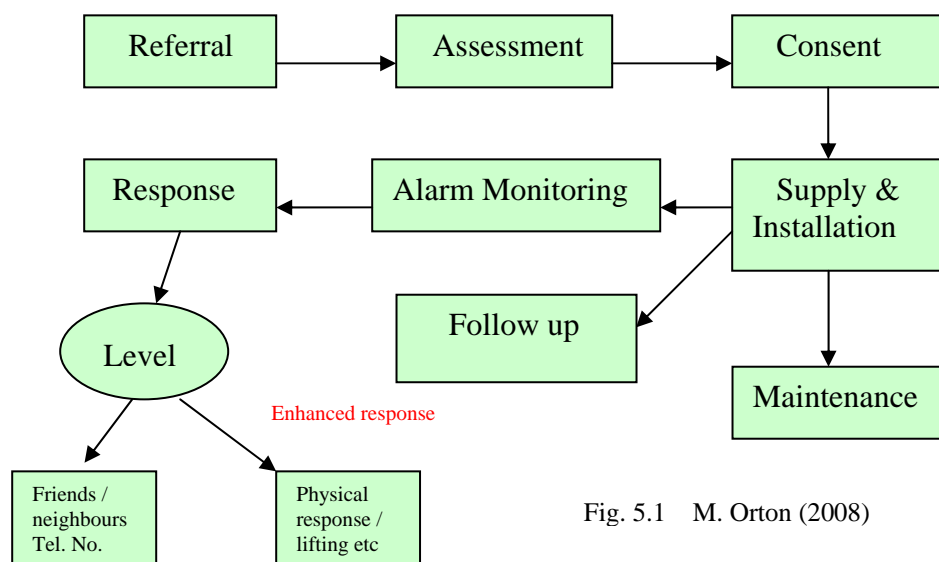 Referral
Assessment
Consent
Response
Alarm Monitoring
Supply &
Installation
Follow up
Level
Maintenance
Enhanced response
Friends /
neighbours
Tel. No.
Physical
response /
lifting etc
Fig. 5.1 M. Orton (2008)